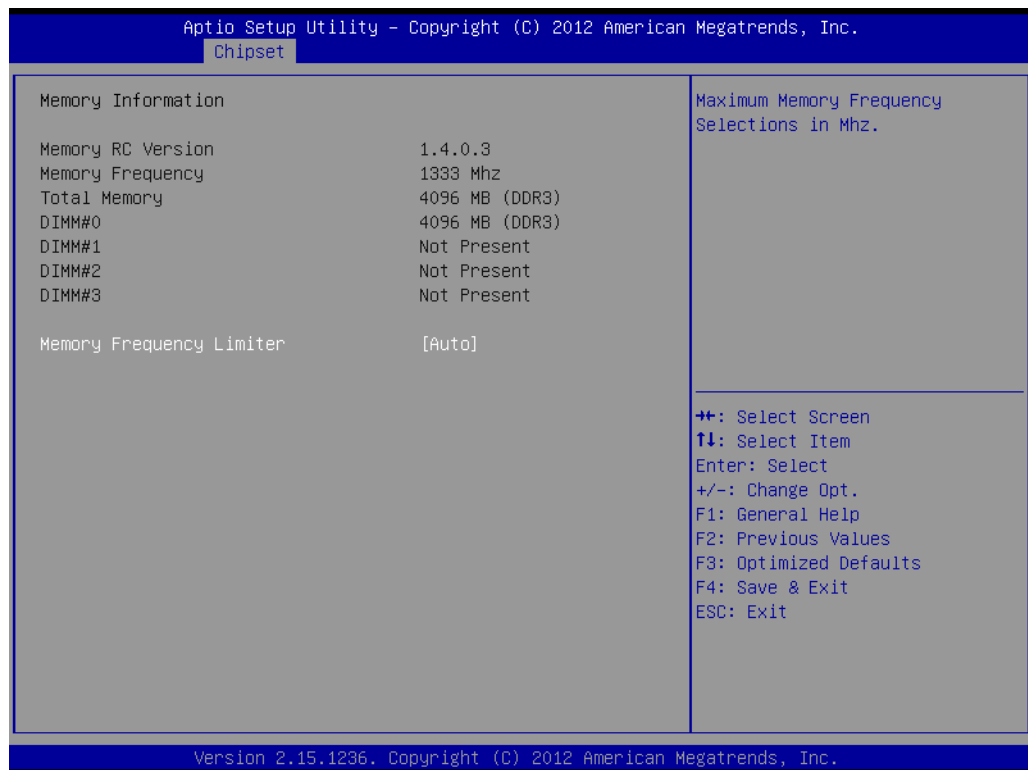 Aptio Setup Utility – Copyright (C) 2012 American Megatrends, Inc.
Chipset
Memory Information
Memory RC Version 1.4.0.3
Memory Frequency 1333 Mhz
Total Memory 4096 MB (DDR3)
DIMM#0 4096 MB (DDR3)
DIMM#1 Not Present
DIMM#2 Not Present
DIMM#3 Not Present
Memory Frequency Limiter [Auto]
Maximum Memory Frequency
Selections in Mhz.
→←: Select Screen
↑↓: Select Item
Enter: Select
+/-: Change Opt.
F1: General Help
F2: Previous Values
F3: Optimized Defaults
F4: Save & Exit
ESC: Exit
Version 2.15.1236. Copyright (C) 2012 American Megatrends, Inc.